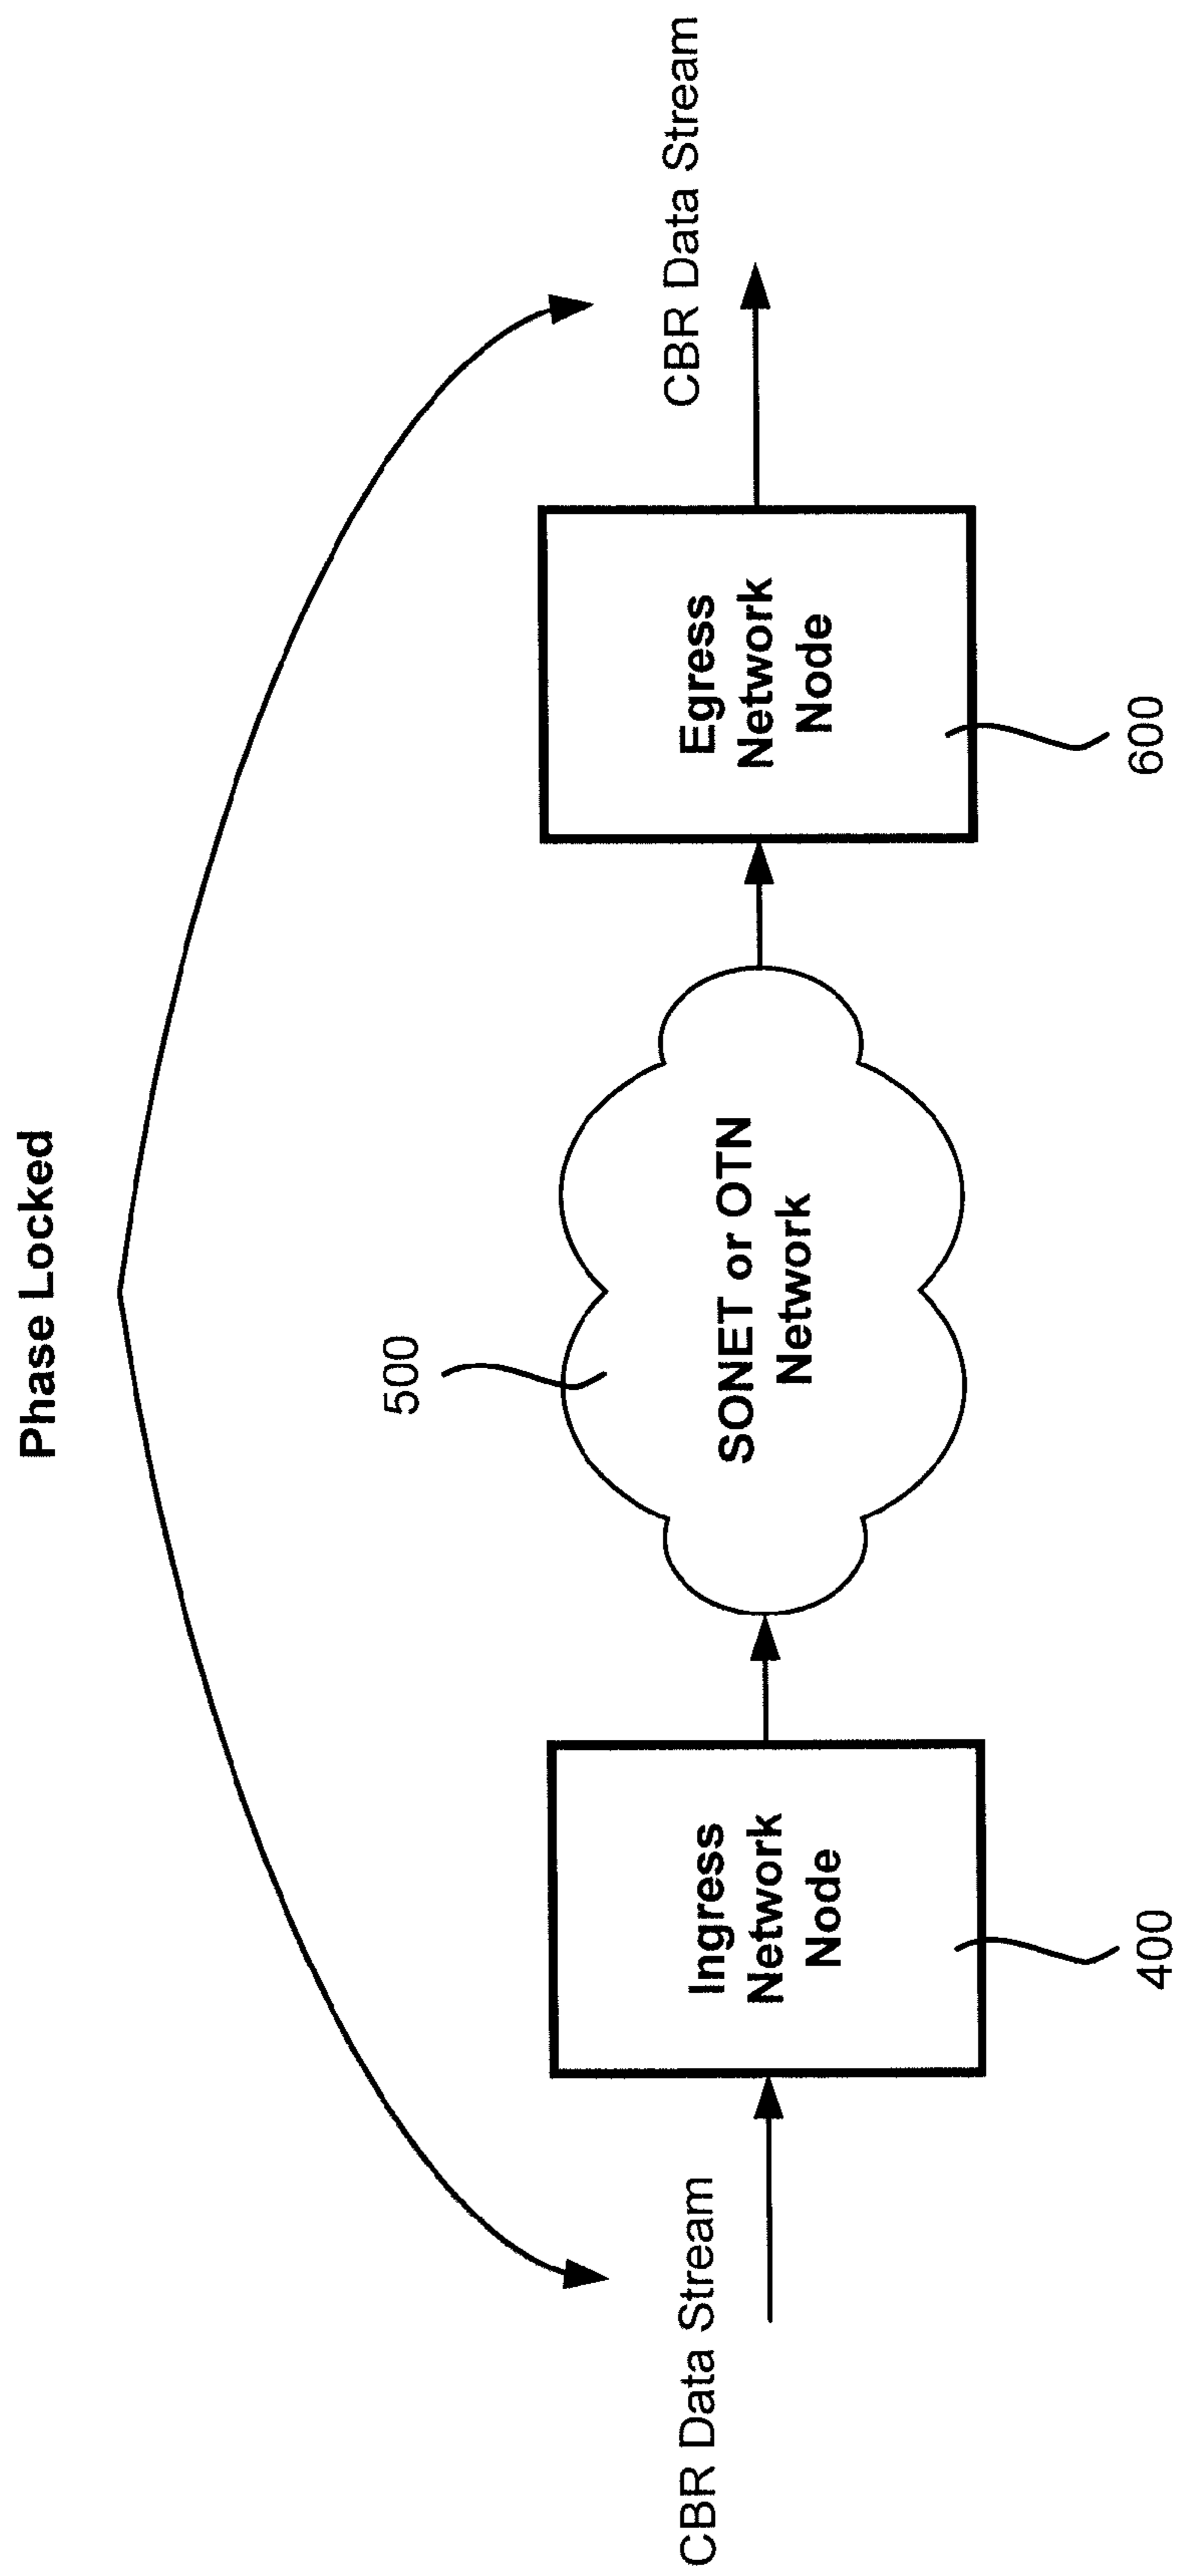 Phase Locked
CBR Data Stream
Ingress
Network
Node
400
500
SONET or OTN
Network
Egress
Network
Node
600
CBR Data Stream